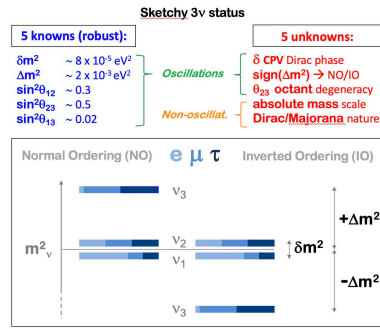 Sketchy 3ν status
5 knowns (robust):
δm² ~ 8 x 10⁻⁵ eV²
Δm² ~ 2 x 10⁻³ eV²
sin²θ₁₂ ~ 0.3
sin²θ₂₃ ~ 0.5
sin²θ₁₃ ~ 0.02
Oscillations
Non-oscillat.
5 unknowns:
δ CPV Dirac phase
sign(Δm²) → NO/IO
θ₂₃ octant degeneracy
absolute mass scale
Dirac/Majorana nature
Normal Ordering (NO) e μ τ Inverted Ordering (IO)
ν₃
+Δm²
m²ᵥ
ν₂
δm²
ν₁
-Δm²
ν₃